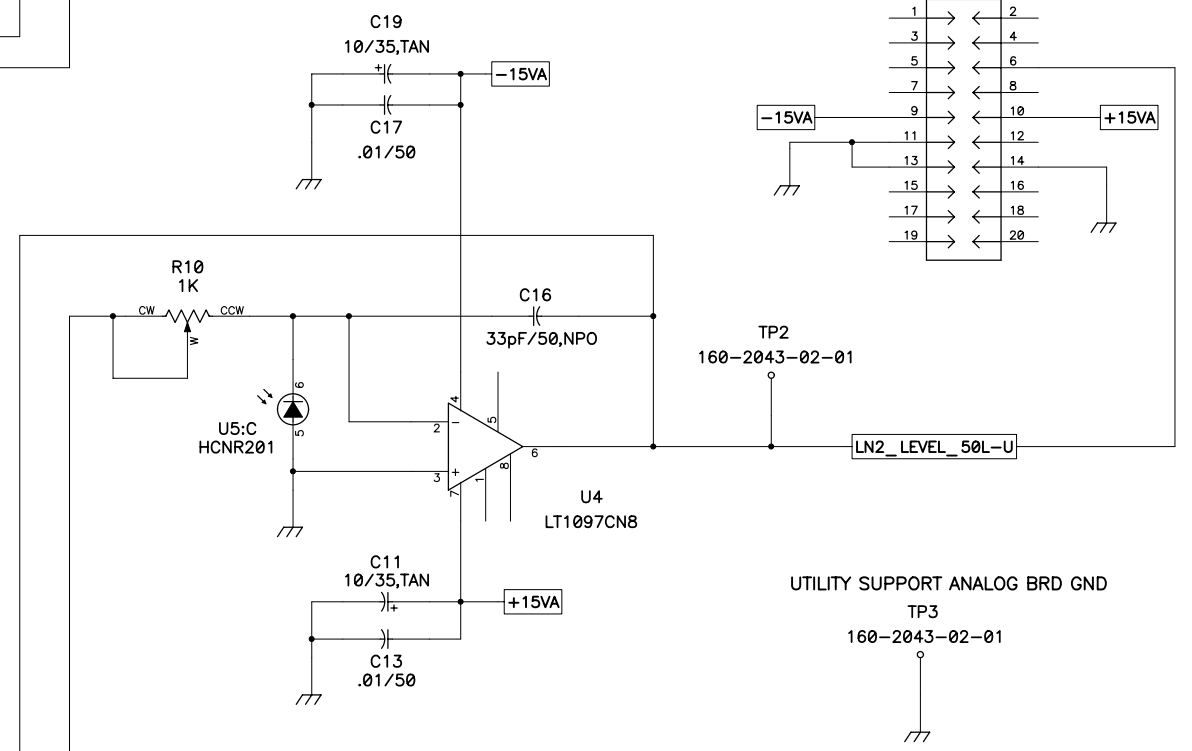 C19
10/35,TAN
+
-15VA
C17
.01/50
1 2
3 4
5 6
7 8
-15VA 9 10 +15VA
11 12
13 14
15 16
17 18
19 20
R10
1K
CW CCW
W
C16
33pF/50,NPO
TP2
160-2043-02-01
6
U5:C
HCNR201
5
4
5
2 -
6
3 +
1
8
7
LN2_LEVEL_50L-U
U4
LT1097CN8
C11
10/35,TAN
+
+15VA
C13
.01/50
UTILITY SUPPORT ANALOG BRD GND
TP3
160-2043-02-01